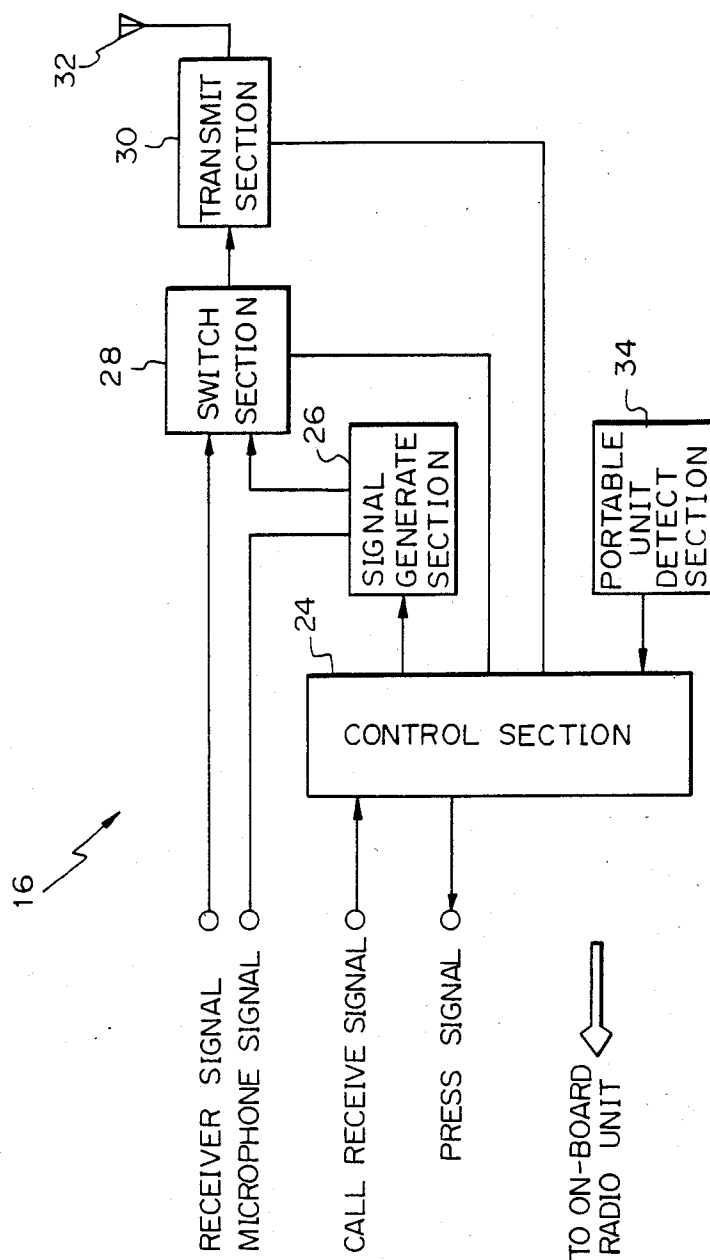 16
RECEIVER SIGNAL
MICROPHONE SIGNAL
CALL RECEIVE SIGNAL
PRESS SIGNAL
TO ON-BOARD
RADIO UNIT
24
CONTROL SECTION
26
SIGNAL
GENERATE
SECTION
28
SWITCH
SECTION
30
TRANSMIT
SECTION
32
34
PORTABLE
UNIT
DETECT
SECTION